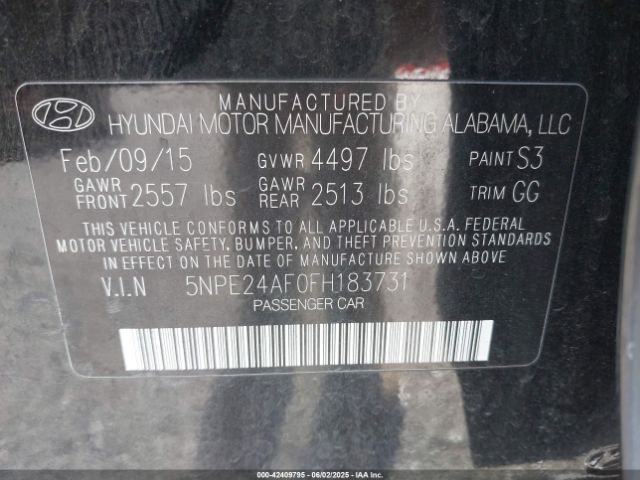 MANUFACTURED BY
HYUNDAI MOTOR MANUFACTURING ALABAMA, LLC
Feb/09/15 GVWR 4497 lbs PAINT S3
GAWR FRONT 2557 lbs GAWR REAR 2513 lbs TRIM GG
THIS VEHICLE CONFORMS TO ALL APPLICABLE U.S.A. FEDERAL
MOTOR VEHICLE SAFETY, BUMPER, AND THEFT PREVENTION STANDARDS
IN EFFECT ON THE DATE OF MANUFACTURE SHOWN ABOVE
V.I.N 5NPE24AF0FH183731
PASSENGER CAR
000-42409795 - 06/02/2025 - IAA Inc.